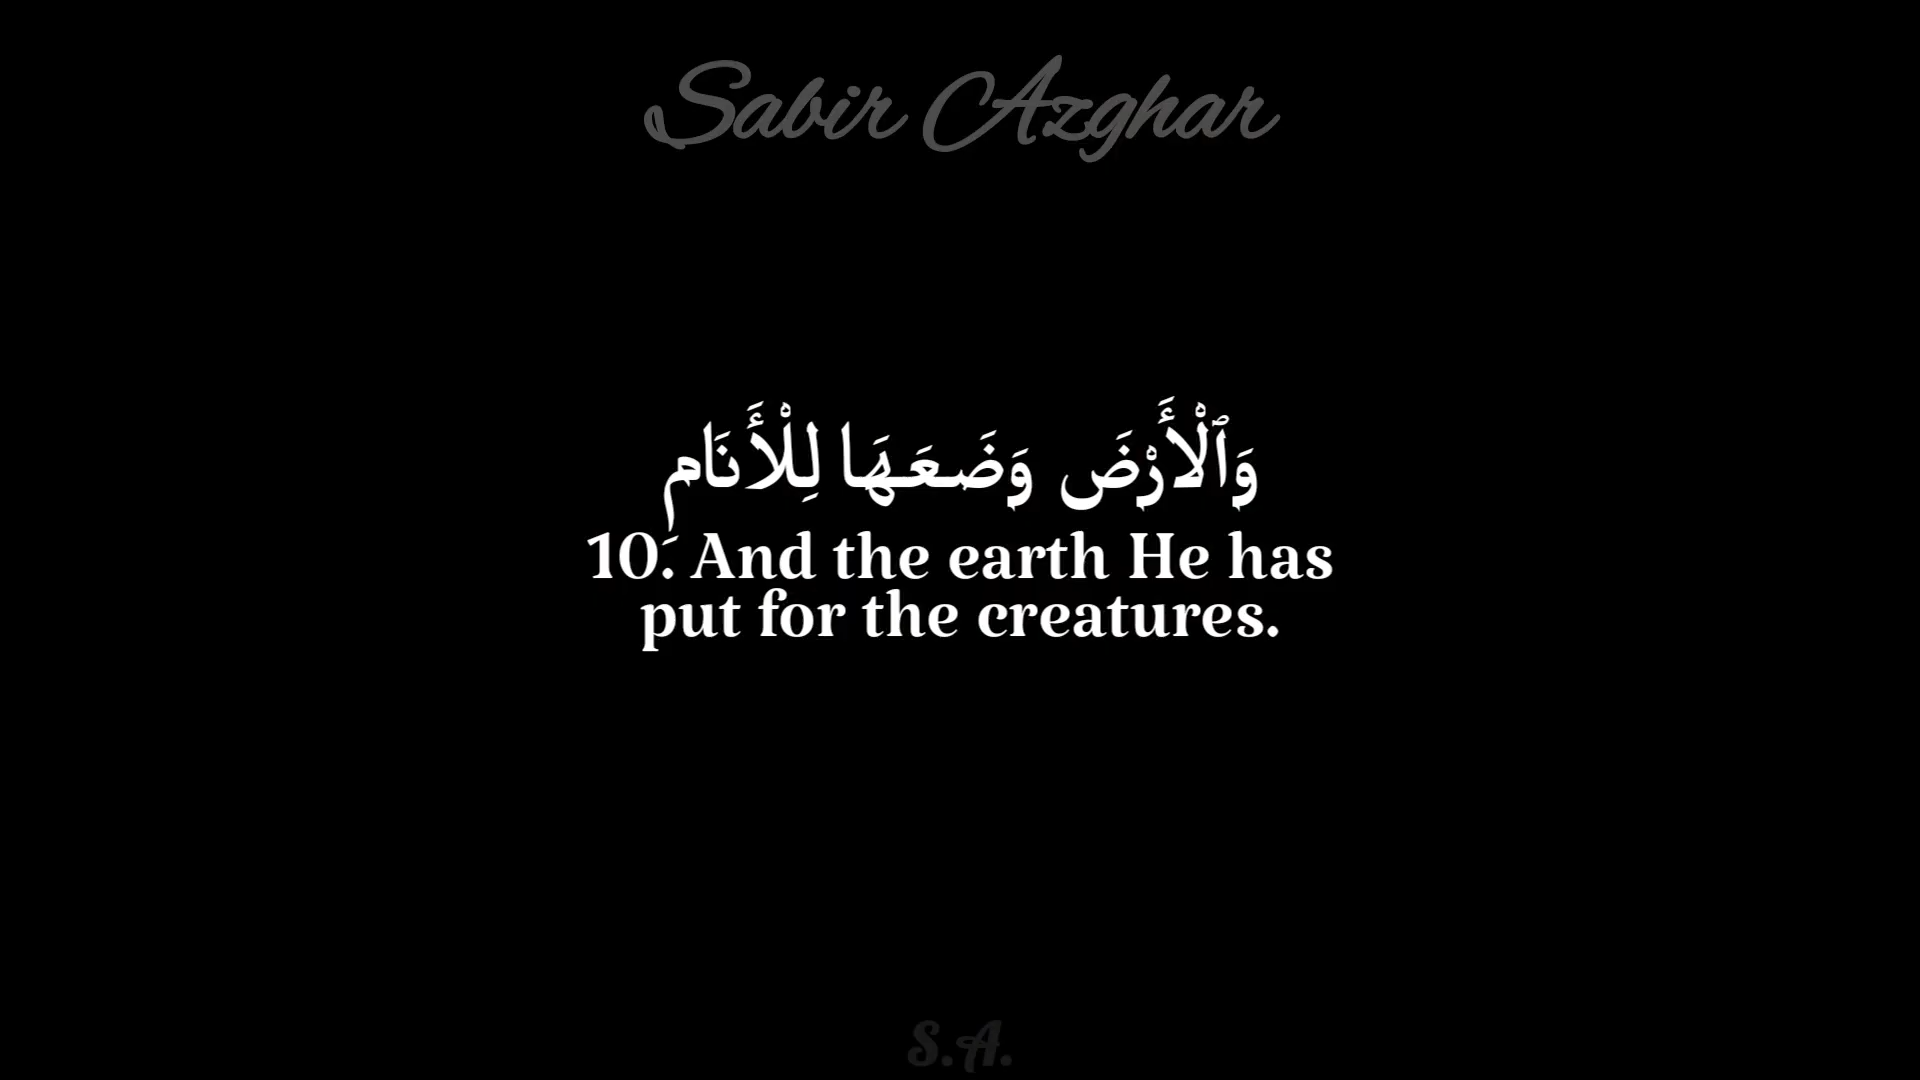 Sabir Azghar
وَٱلْأَرْضَ وَضَعَهَا لِلْأَنَامِ
10. And the earth He has
put for the creatures.
S.A.